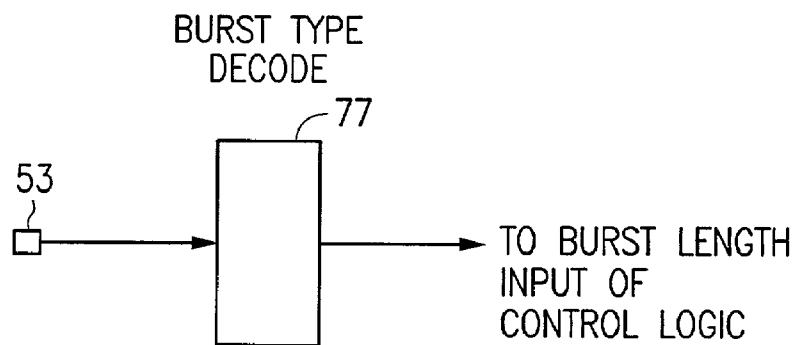 BURST TYPE
DECODE
77
53
TO BURST LENGTH
INPUT OF
CONTROL LOGIC